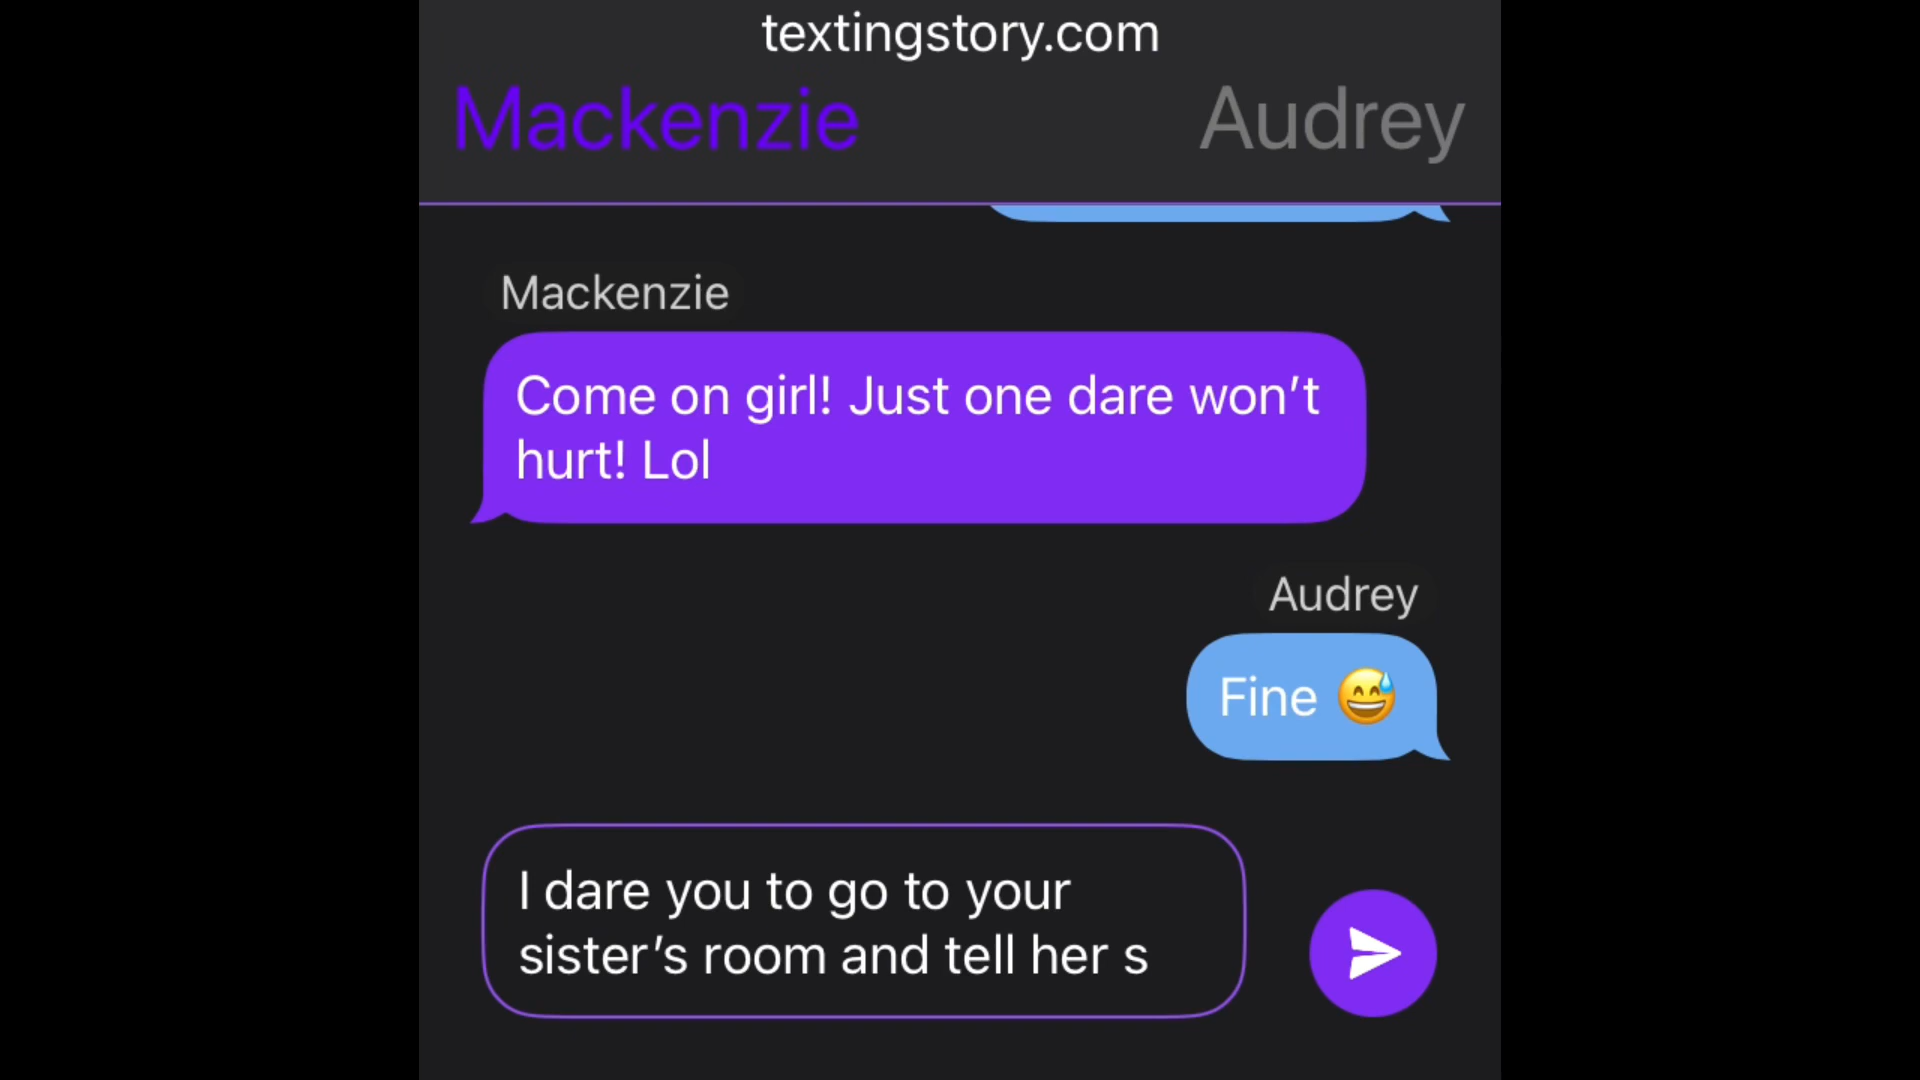 textingstory.com
Mackenzie Audrey
Mackenzie
Come on girl! Just one dare won’t
hurt! Lol
Audrey
Fine 😅
I dare you to go to your
sister’s room and tell her s